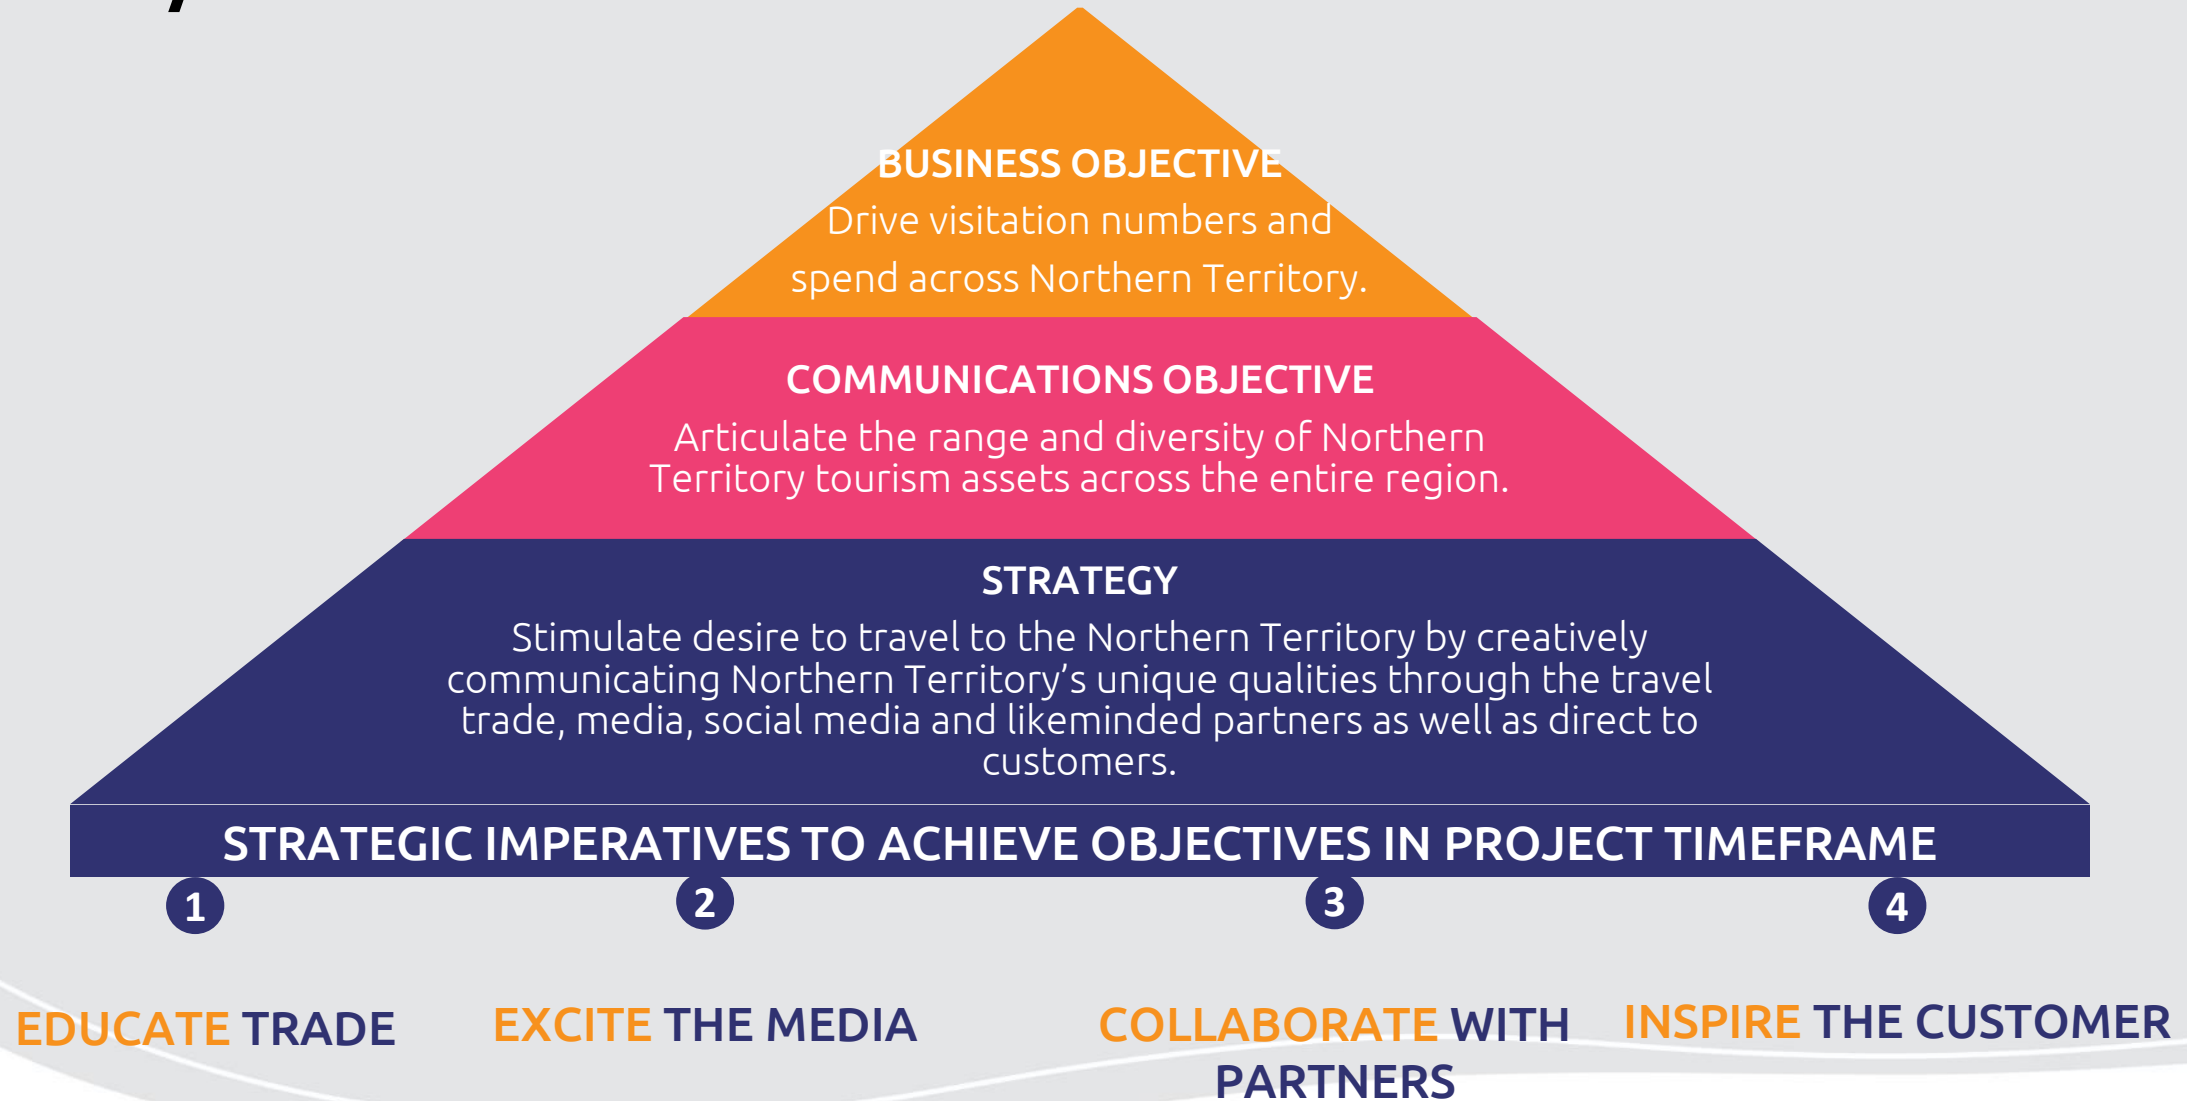 BUSINESS OBJECTIVE
Drive visitation numbers and
spend across Northern Territory.
COMMUNICATIONS OBJECTIVE
Articulate the range and diversity of Northern
Territory tourism assets across the entire region.
STRATEGY
Stimulate desire to travel to the Northern Territory by creatively
communicating Northern Territory’s unique qualities through the travel
trade, media, social media and likeminded partners as well as direct to
customers.
STRATEGIC IMPERATIVES TO ACHIEVE OBJECTIVES IN PROJECT TIMEFRAME
1
2
3
4
EDUCATE TRADE
EXCITE THE MEDIA
COLLABORATE WITH
PARTNERS
INSPIRE THE CUSTOMER